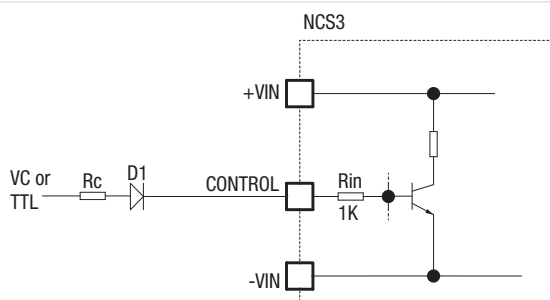 NCS3
+VIN
VC or
TTL
Rc
D1
CONTROL
Rin
1K
-VIN